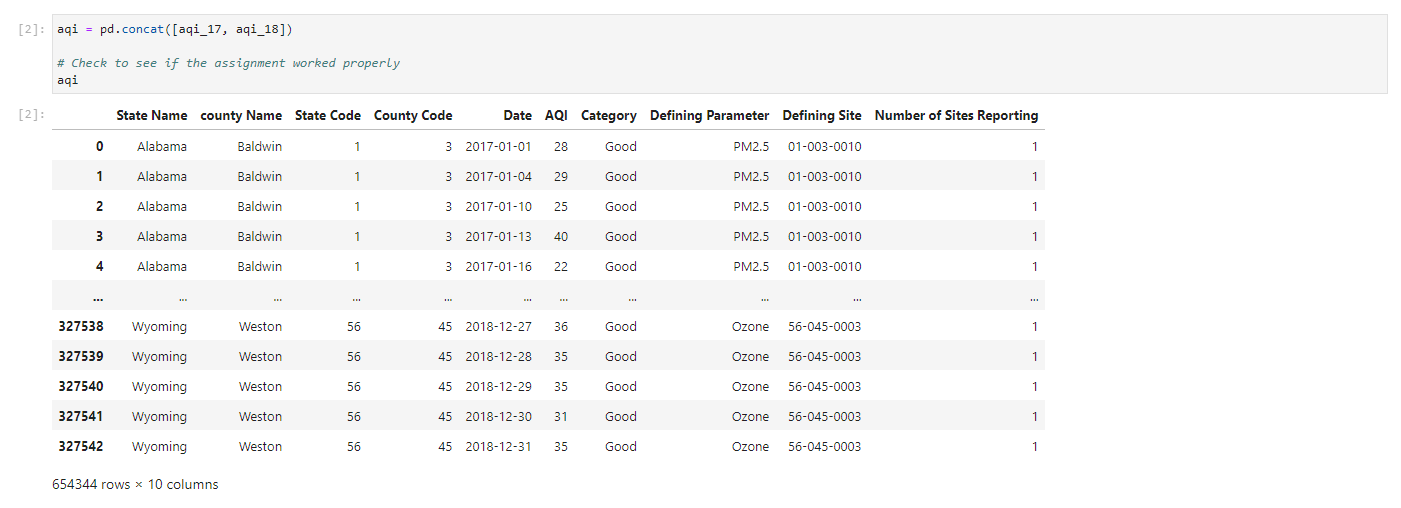 [2]: aqi = pd.concat([aqi_17, aqi_18])
# Check to see if the assignment worked properly
aqi
[2]: State Name county Name State Code County Code Date AQI Category Defining Parameter Defining Site Number of Sites Reporting
0 Alabama Baldwin 1 3 2017-01-01 28 Good PM2.5 01-003-0010 1
1 Alabama Baldwin 1 3 2017-01-04 29 Good PM2.5 01-003-0010 1
2 Alabama Baldwin 1 3 2017-01-10 25 Good PM2.5 01-003-0010 1
3 Alabama Baldwin 1 3 2017-01-13 40 Good PM2.5 01-003-0010 1
4 Alabama Baldwin 1 3 2017-01-16 22 Good PM2.5 01-003-0010 1
... ... ... ... ... ... ... ... ... ... ...
327538 Wyoming Weston 56 45 2018-12-27 36 Good Ozone 56-045-0003 1
327539 Wyoming Weston 56 45 2018-12-28 35 Good Ozone 56-045-0003 1
327540 Wyoming Weston 56 45 2018-12-29 35 Good Ozone 56-045-0003 1
327541 Wyoming Weston 56 45 2018-12-30 31 Good Ozone 56-045-0003 1
327542 Wyoming Weston 56 45 2018-12-31 35 Good Ozone 56-045-0003 1
654344 rows × 10 columns